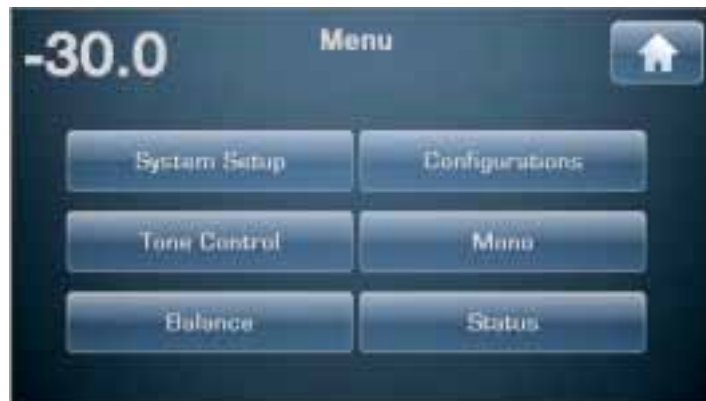 -30.0
Menu
System Setup
Configurations
Tone Control
Mono
Balance
Status